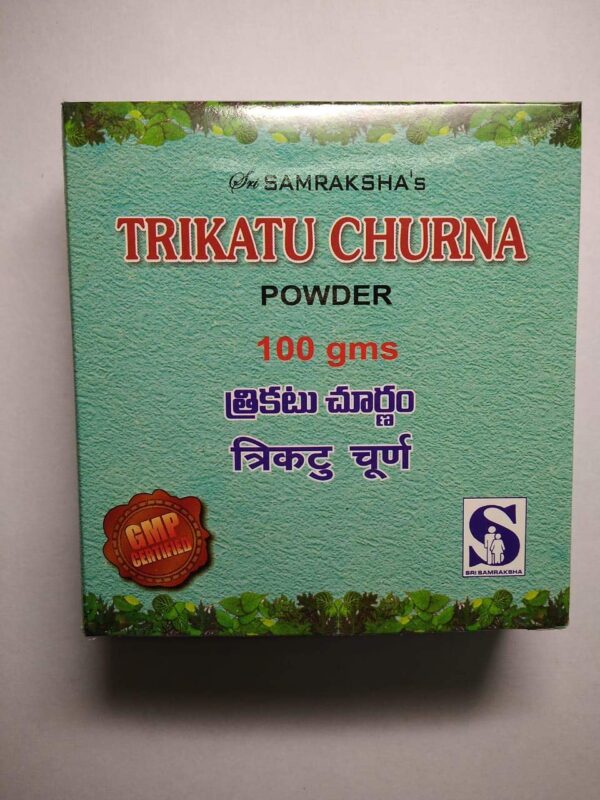 Sri SAMRAKSHA's
TRIKATU CHURNA
POWDER
100 gms
త్రికటు చూర్ణం
त्रिकटु चूर्ण
GMP
CERTIFIED
S
SRI SAMRAKSHA